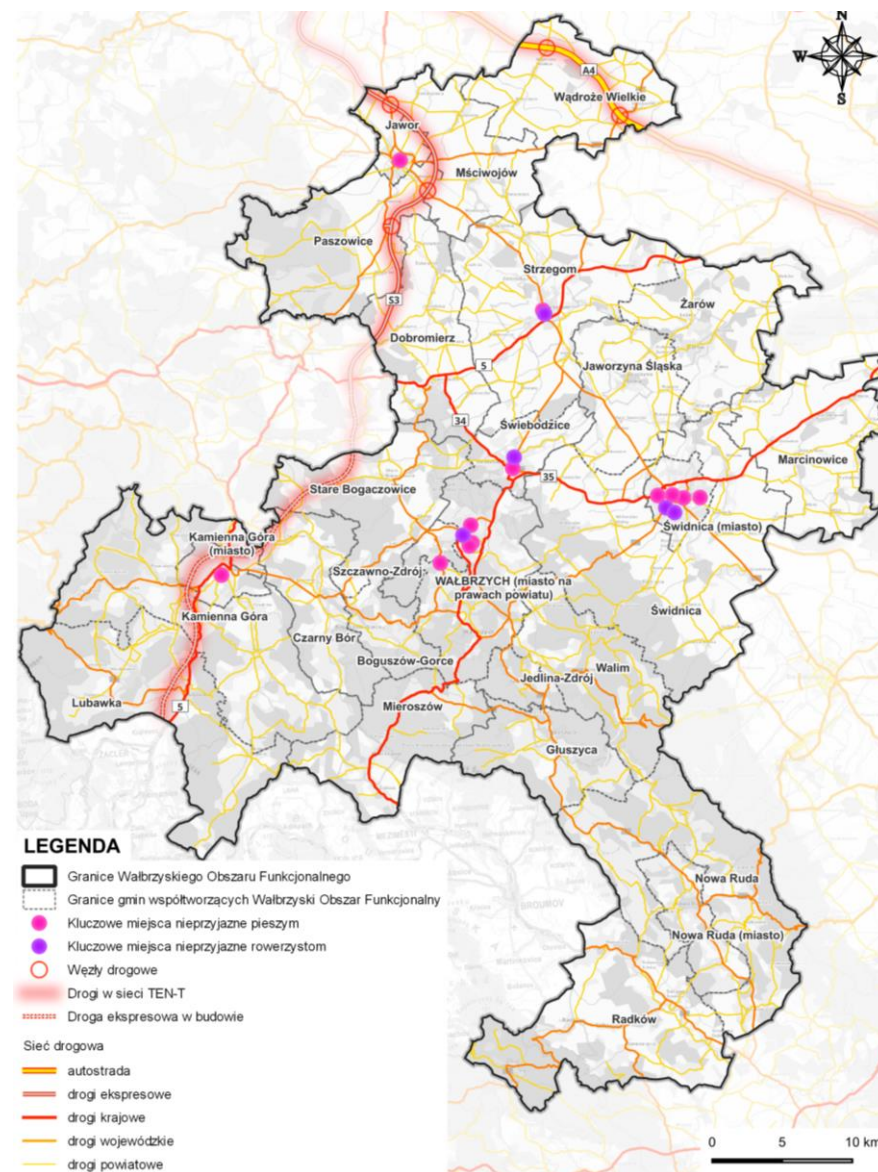 N
W E
S
A4
Wądroże Wielkie
Jawor
Mściwojów
Paszowice
Strzegom
S3
Żarów
Dobromierz
5
Jaworzyna Śląska
34
Świebodzice
Marcinowice
35
Stare Bogaczowice
Świdnica (miasto)
Kamienna Góra
(miasto)
Szczawno-Zdrój
WAŁBRZYCH (miasto na
prawach powiatu)
Kamienna Góra
Świdnica
Czarny Bór
Boguszów-Gorce
Walim
Jedlina-Zdrój
Lubawka
5
Mieroszów
Głuszyca
Nowa Ruda
Nowa Ruda (miasto)
Radków
LEGENDA
Granice Wałbrzyskiego Obszaru Funkcjonalnego
Granice gmin współtworzących Wałbrzyski Obszar Funkcjonalny
Kluczowe miejsca nieprzyjazne pieszym
Kluczowe miejsca nieprzyjazne rowerzystom
Węzły drogowe
Drogi w sieci TEN-T
Droga ekspresowa w budowie
Sieć drogowa
autostrada
drogi ekspresowe
drogi krajowe
drogi wojewódzkie
drogi powiatowe
0 5 10 km